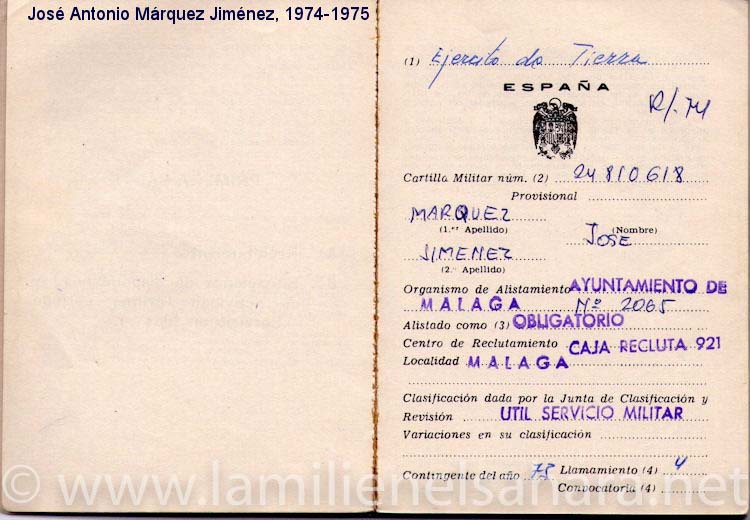 José Antonio Márquez Jiménez, 1974-1975
(1) Ejercito de Tierra
ESPAÑA
R/. 74
Cartilla Militar núm. (2) 24810618
Provisional
MARQUEZ
(1.er Apellido)
JOSE
(Nombre)
JIMENEZ
(2.º Apellido)
Organismo de Alistamiento AYUNTAMIENTO DE
MALAGA Nº 2065
Alistado como (3) OBLIGATORIO
Centro de Reclutamiento CAJA RECLUTA 921
Localidad MALAGA
Clasificación dada por la Junta de Clasificación y
Revisión UTIL SERVICIO MILITAR
Variaciones en su clasificación
Contingente del año Llamamiento (4) 4
Convocatoria (4)
© www.lamilienelsahara.net